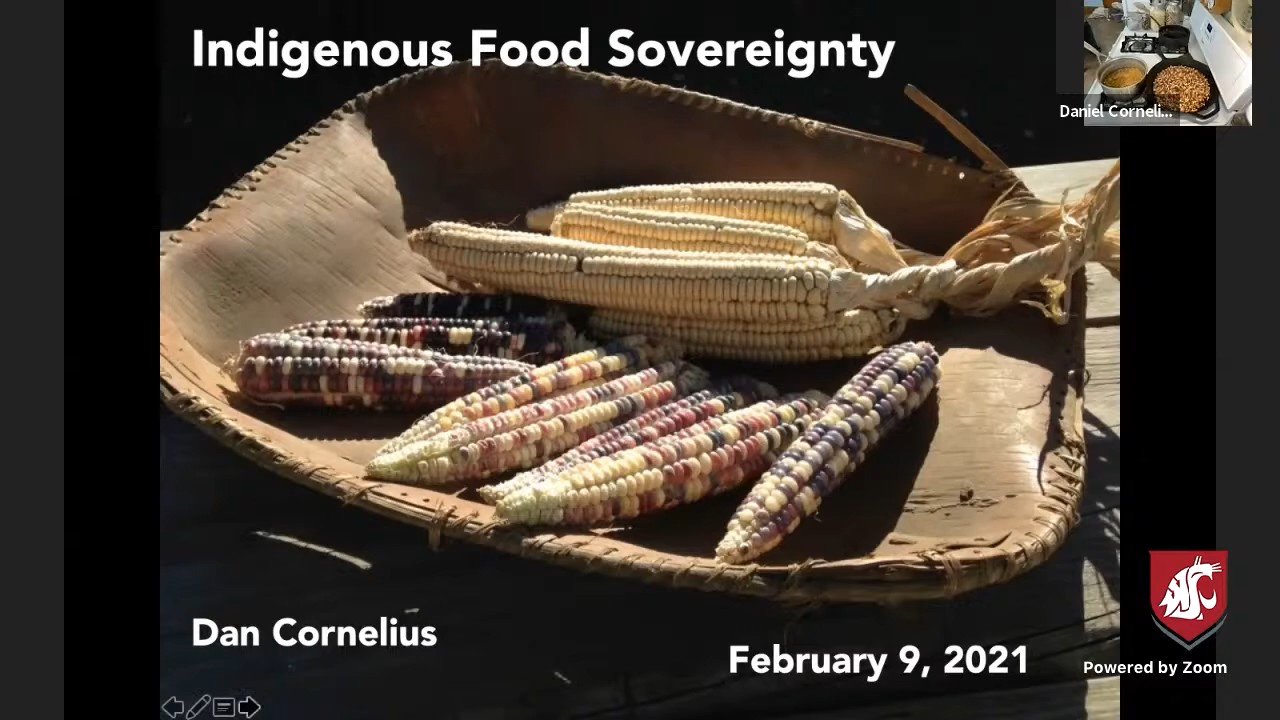 Indigenous Food Sovereignty
Daniel Corneli...
Dan Cornelius
February 9, 2021
Powered by Zoom